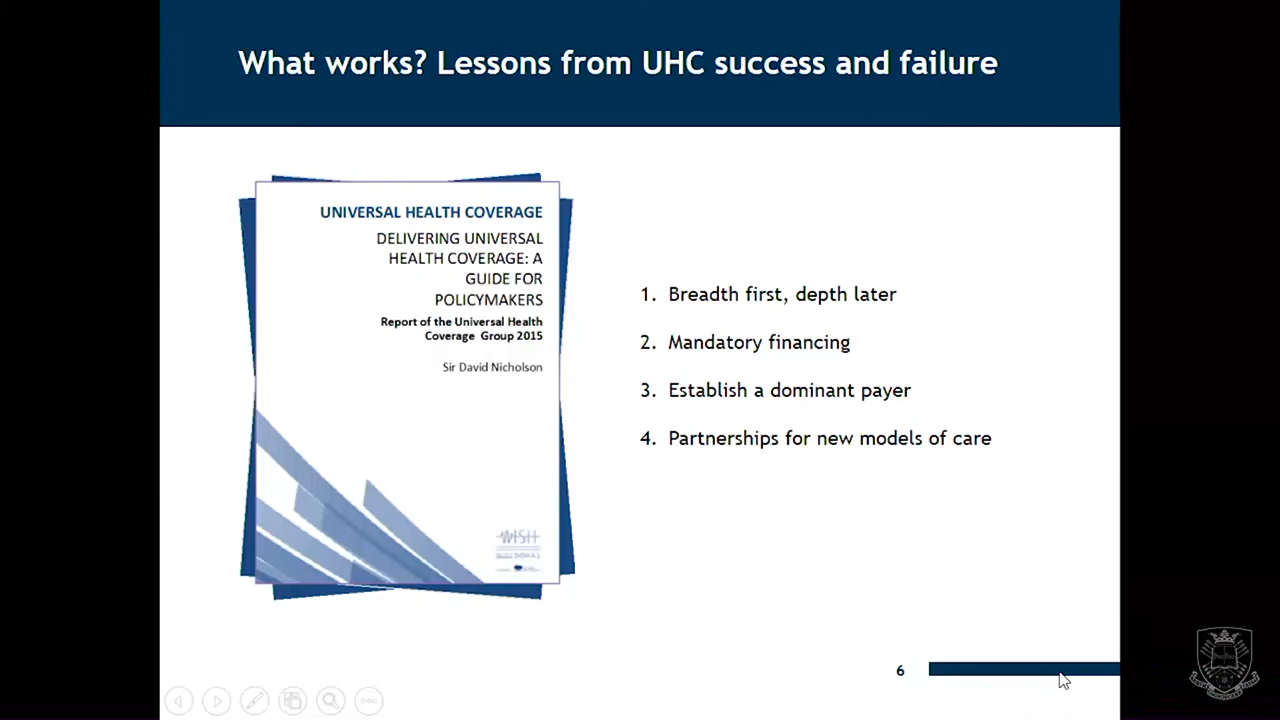 What works? Lessons from UHC success and failure
UNIVERSAL HEALTH COVERAGE
DELIVERING UNIVERSAL
HEALTH COVERAGE: A
GUIDE FOR
POLICYMAKERS
Report of the Universal Health
Coverage Group 2015
Sir David Nicholson
WISH
1. Breadth first, depth later
2. Mandatory financing
3. Establish a dominant payer
4. Partnerships for new models of care
6